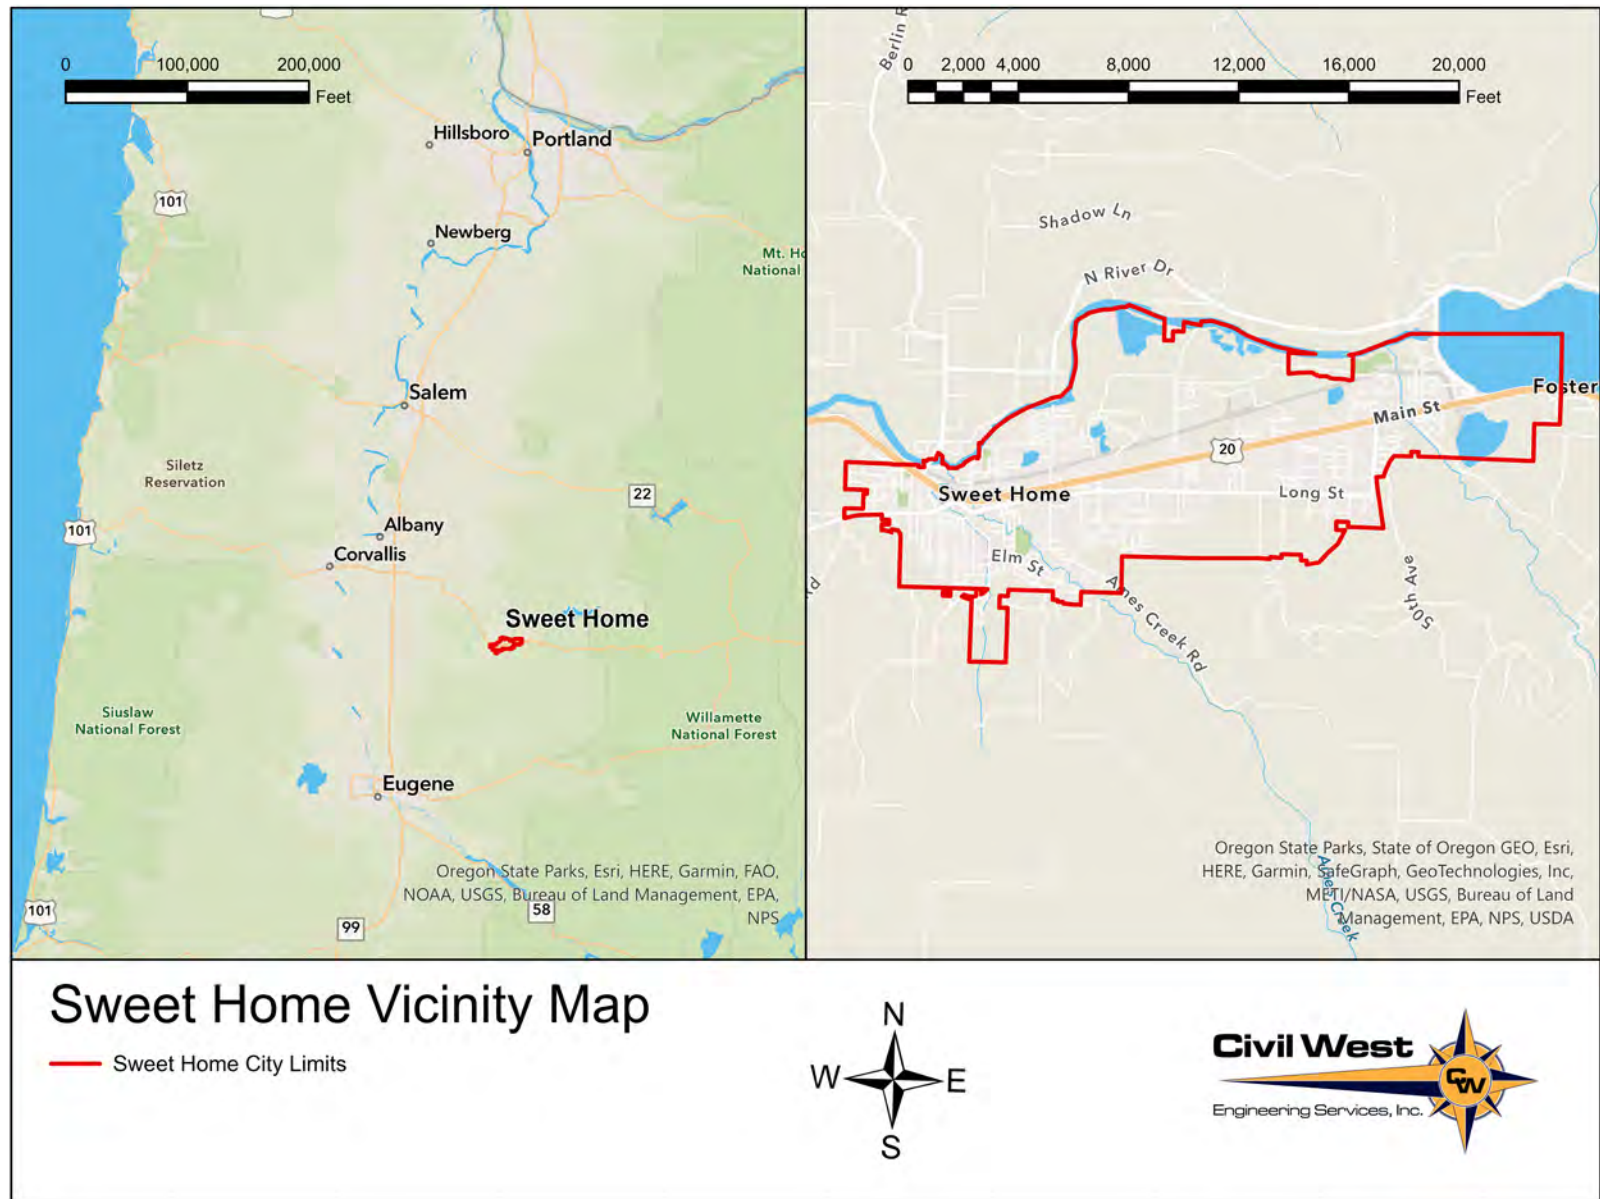 0 100,000 200,000
Feet
Hillsboro
Portland
101
Newberg
Mt. Ho
National
Salem
Siletz
Reservation
22
101
Albany
Corvallis
Sweet Home
Siuslaw
National Forest
Willamette
National Forest
Eugene
Oregon State Parks, Esri, HERE, Garmin, FAO,
NOAA, USGS, Bureau of Land Management, EPA,
NPS
101
99
58
Berlin R
0 2,000 4,000 8,000 12,000 16,000 20,000
Feet
Shadow Ln
N River Dr
Foster
Main St
20
Sweet Home
Long St
Elm St
Ames Creek Rd
50th Ave
rd
Oregon State Parks, State of Oregon GEO, Esri,
HERE, Garmin, SafeGraph, GeoTechnologies, Inc,
METI/NASA, USGS, Bureau of Land
Management, EPA, NPS, USDA
Ames Creek
Sweet Home Vicinity Map
Sweet Home City Limits
N
W E
S
Civil West
CW
Engineering Services, Inc.